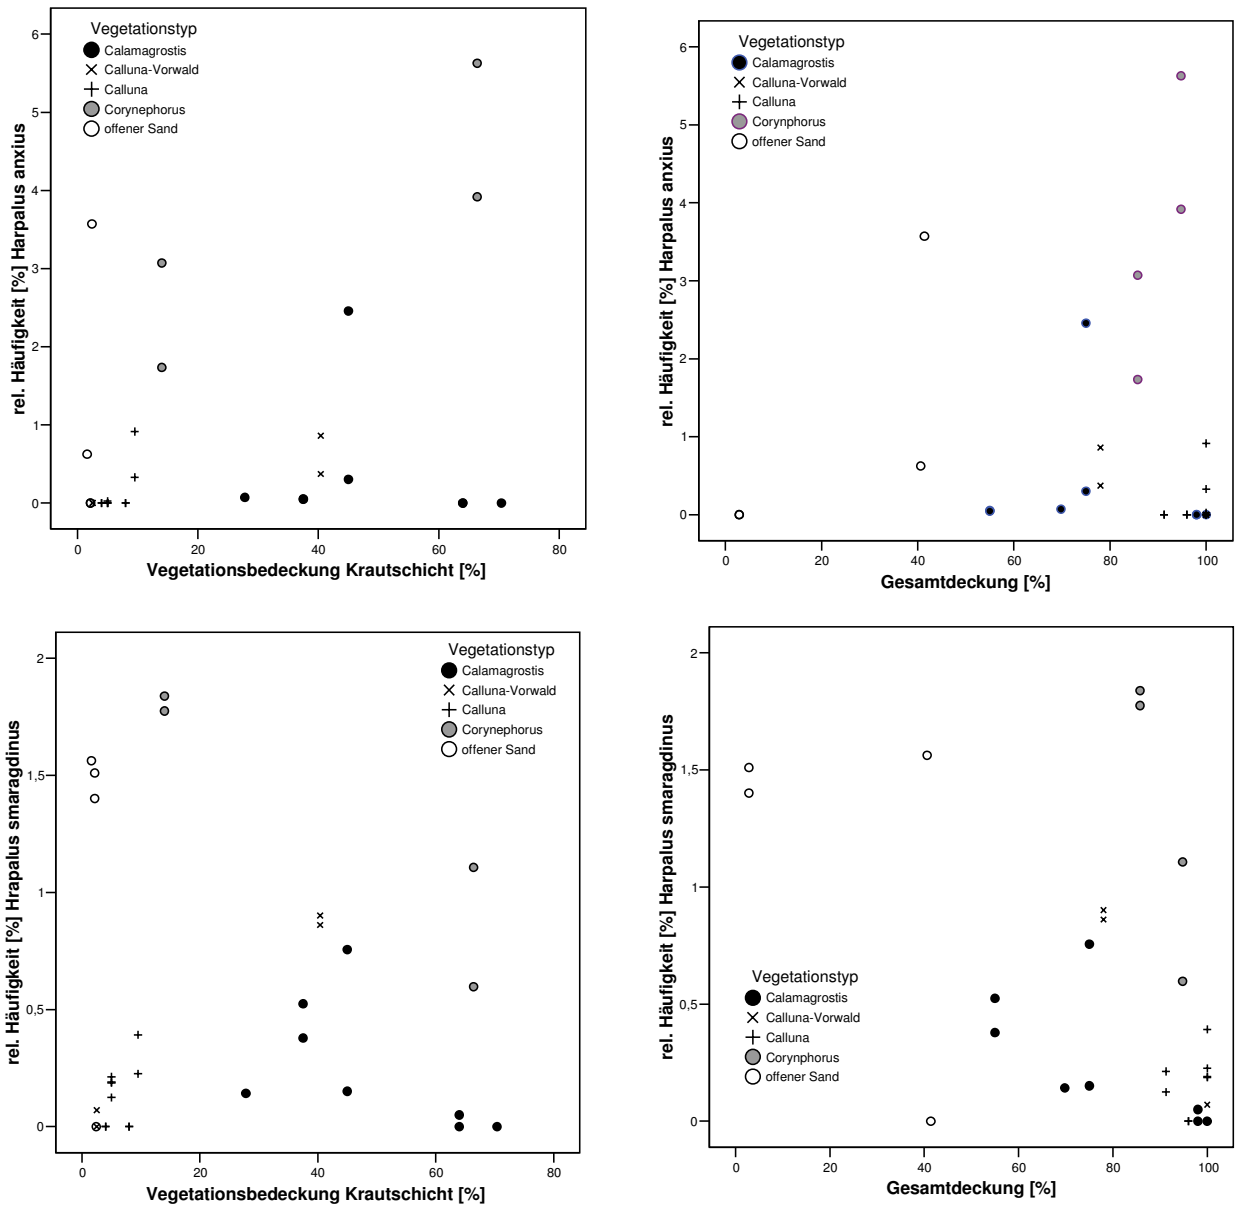 rel. Häufigkeit [%] Harpalus anxius
6
5
4
3
2
1
0
Vegetationstyp
Calamagrostis
Calluna-Vorwald
Calluna
Corynephorus
offener Sand
0 20 40 60 80
Vegetationsbedeckung Krautschicht [%]
rel. Häufigkeit [%] Harpalus anxius
6
5
4
3
2
1
0
Vegetationstyp
Calamagrostis
Calluna-Vorwald
Calluna
Corynphorus
offener Sand
0 20 40 60 80 100
Gesamtdeckung [%]
rel. Häufigkeit [%] Hrapalus smaragdinus
2
1,5
1
0,5
0
Vegetationstyp
Calamagrostis
Calluna-Vorwald
Calluna
Corynephorus
offener Sand
0 20 40 60 80
Vegetationsbedeckung Krautschicht [%]
rel. Häufigkeit [%] Harpalus smaragdinus
2
1,5
1
0,5
0
Vegetationstyp
Calamagrostis
Calluna-Vorwald
Calluna
Corynphorus
offener Sand
0 20 40 60 80 100
Gesamtdeckung [%]